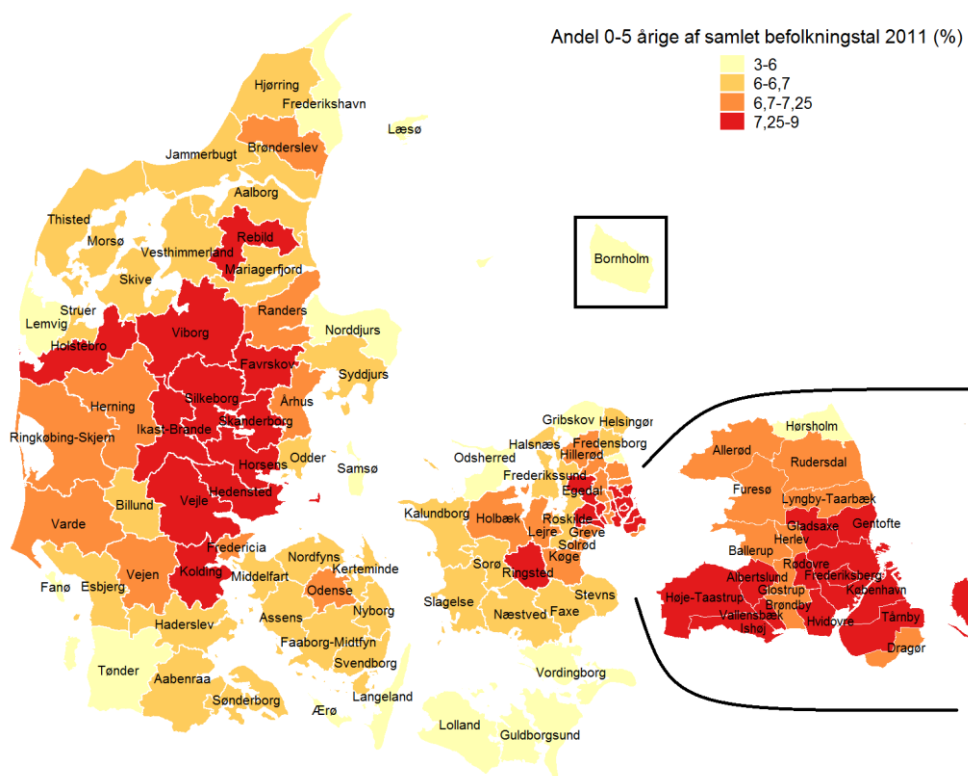 Andel 0-5 årige af samlet befolkningstal 2011 (%)
3-6
6-6,7
6,7-7,25
7,25-9
Hjørring
Frederikshavn
Læsø
Brønderslev
Jammerbugt
Aalborg
Thisted
Morsø
Rebild
Vesthimmerland
Mariagerfjord
Skive
Struer
Lemvig
Holstebro
Viborg
Randers
Norddjurs
Favrskov
Syddjurs
Silkeborg
Århus
Herning
Skanderborg
Ikast-Brande
Ringkøbing-Skjern
Odder
Horsens
Samsø
Hedensted
Vejle
Billund
Varde
Fredericia
Vejen
Kolding
Fanø
Esbjerg
Haderslev
Tønder
Aabenraa
Sønderborg
Nordfyns
Middelfart
Kerteminde
Odense
Assens
Nyborg
Faaborg-Midtfyn
Svendborg
Langeland
Ærø
Bornholm
Gribskov
Helsingør
Halsnæs
Fredensborg
Hillerød
Odsherred
Frederikssund
Egedal
Kalundborg
Holbæk
Roskilde
Lejre
Greve
Solrød
Køge
Sorø
Ringsted
Stevns
Slagelse
Næstved
Faxe
Vordingborg
Lolland
Guldborgsund
Hørsholm
Allerød
Rudersdal
Furesø
Lyngby-Taarbæk
Gladsaxe
Gentofte
Herlev
Ballerup
Rødovre
Albertslund
Frederiksberg
Glostrup
København
Høje-Taastrup
Brøndby
Vallensbæk
Hvidovre
Tårnby
Ishøj
Dragør